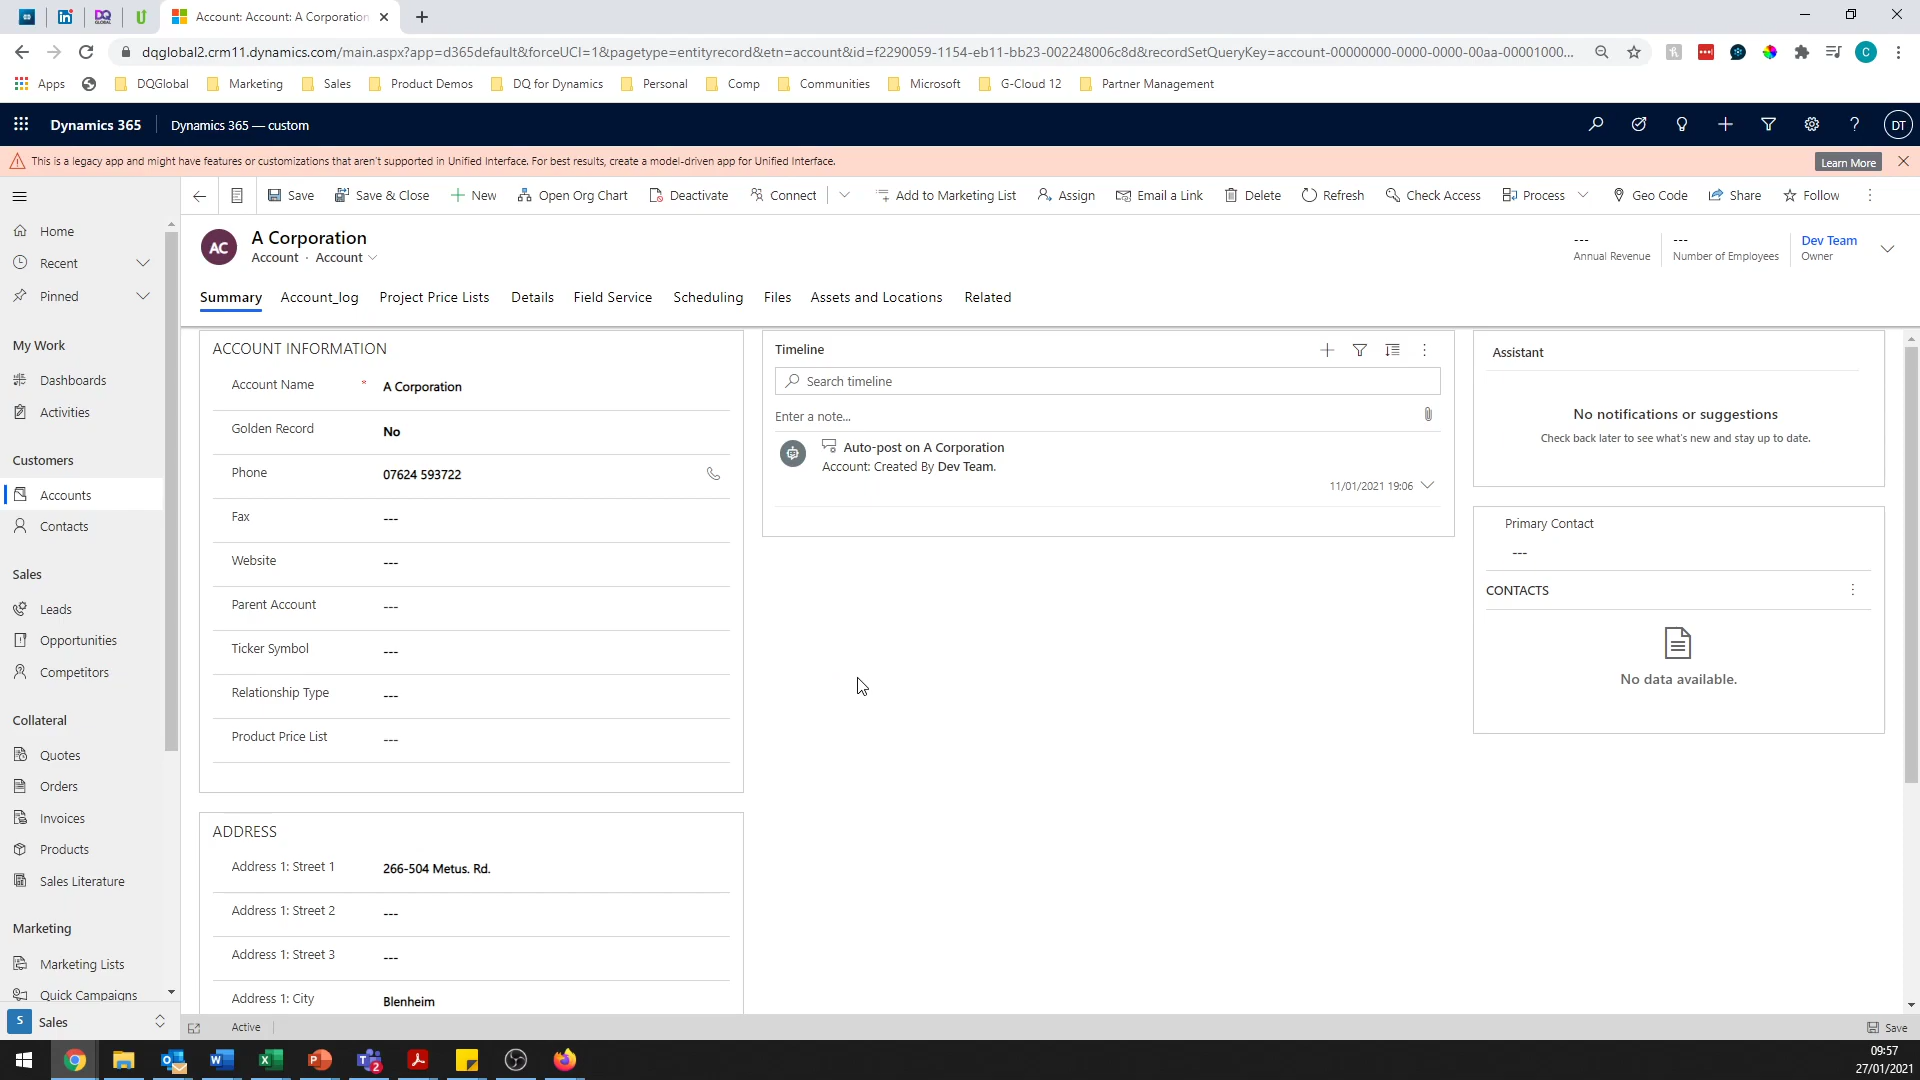 Account: Account: A Corporation
dqglobal2.crm11.dynamics.com/main.aspx?app=d365default&forceUCI=1&pagetype=entityrecord&etn=account&id=f2290059-1154-eb11-bb23-002248006c8d&recordSetQueryKey=account-00000000-0000-0000-00aa-00001000...
Apps DQGlobal Marketing Sales Product Demos DQ for Dynamics Personal Comp Communities Microsoft G-Cloud 12 Partner Management
Dynamics 365 Dynamics 365 — custom DT
This is a legacy app and might have features or customizations that aren't supported in Unified Interface. For best results, create a model-driven app for Unified Interface. Learn More
Save Save & Close New Open Org Chart Deactivate Connect Add to Marketing List Assign Email a Link Delete Refresh Check Access Process Geo Code Share Follow
Home
Recent
Pinned
My Work
Dashboards
Activities
Customers
Accounts
Contacts
Sales
Leads
Opportunities
Competitors
Collateral
Quotes
Orders
Invoices
Products
Sales Literature
Marketing
Marketing Lists
Quick Campaigns
S Sales
AC
A Corporation
Account · Account
---
Annual Revenue
---
Number of Employees
Dev Team
Owner
Summary Account_log Project Price Lists Details Field Service Scheduling Files Assets and Locations Related
ACCOUNT INFORMATION
Account Name * A Corporation
Golden Record No
Phone 07624 593722
Fax ---
Website ---
Parent Account ---
Ticker Symbol ---
Relationship Type ---
Product Price List ---
ADDRESS
Address 1: Street 1 266-504 Metus. Rd.
Address 1: Street 2 ---
Address 1: Street 3 ---
Address 1: City Blenheim
Timeline
Search timeline
Enter a note...
Auto-post on A Corporation
Account: Created By Dev Team.
11/01/2021 19:06
Assistant
No notifications or suggestions
Check back later to see what's new and stay up to date.
Primary Contact
---
CONTACTS
No data available.
Active
Save
09:57
27/01/2021